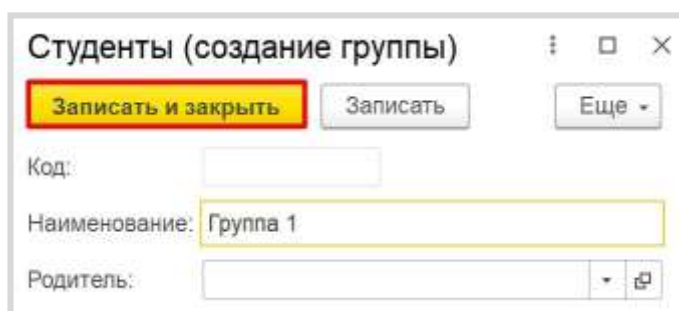 Студенты (создание группы)
Записать и закрыть Записать Еще
Код:
Наименование: Группа 1
Родитель: